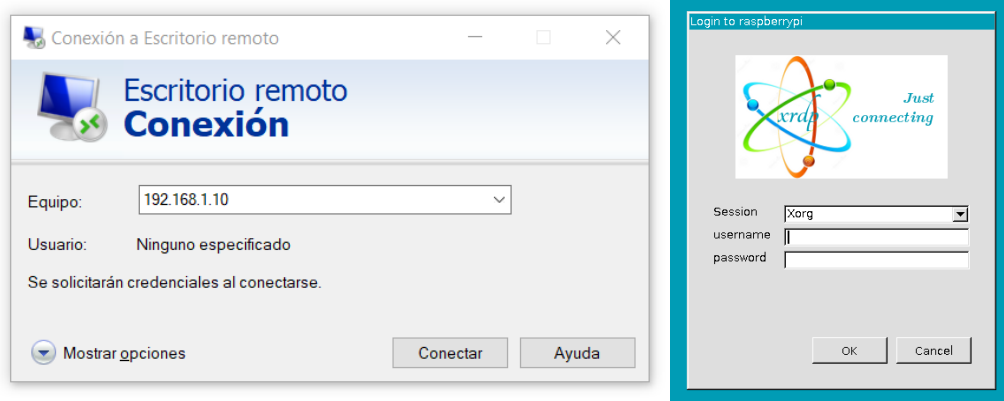 Conexión a Escritorio remoto
Escritorio remoto
Conexión
Equipo:
192.168.1.10
Usuario:
Ninguno especificado
Se solicitarán credenciales al conectarse.
Mostrar opciones
Conectar
Ayuda
Login to raspberrypi
xrdp
Just
connecting
Session
Xorg
username
password
OK
Cancel